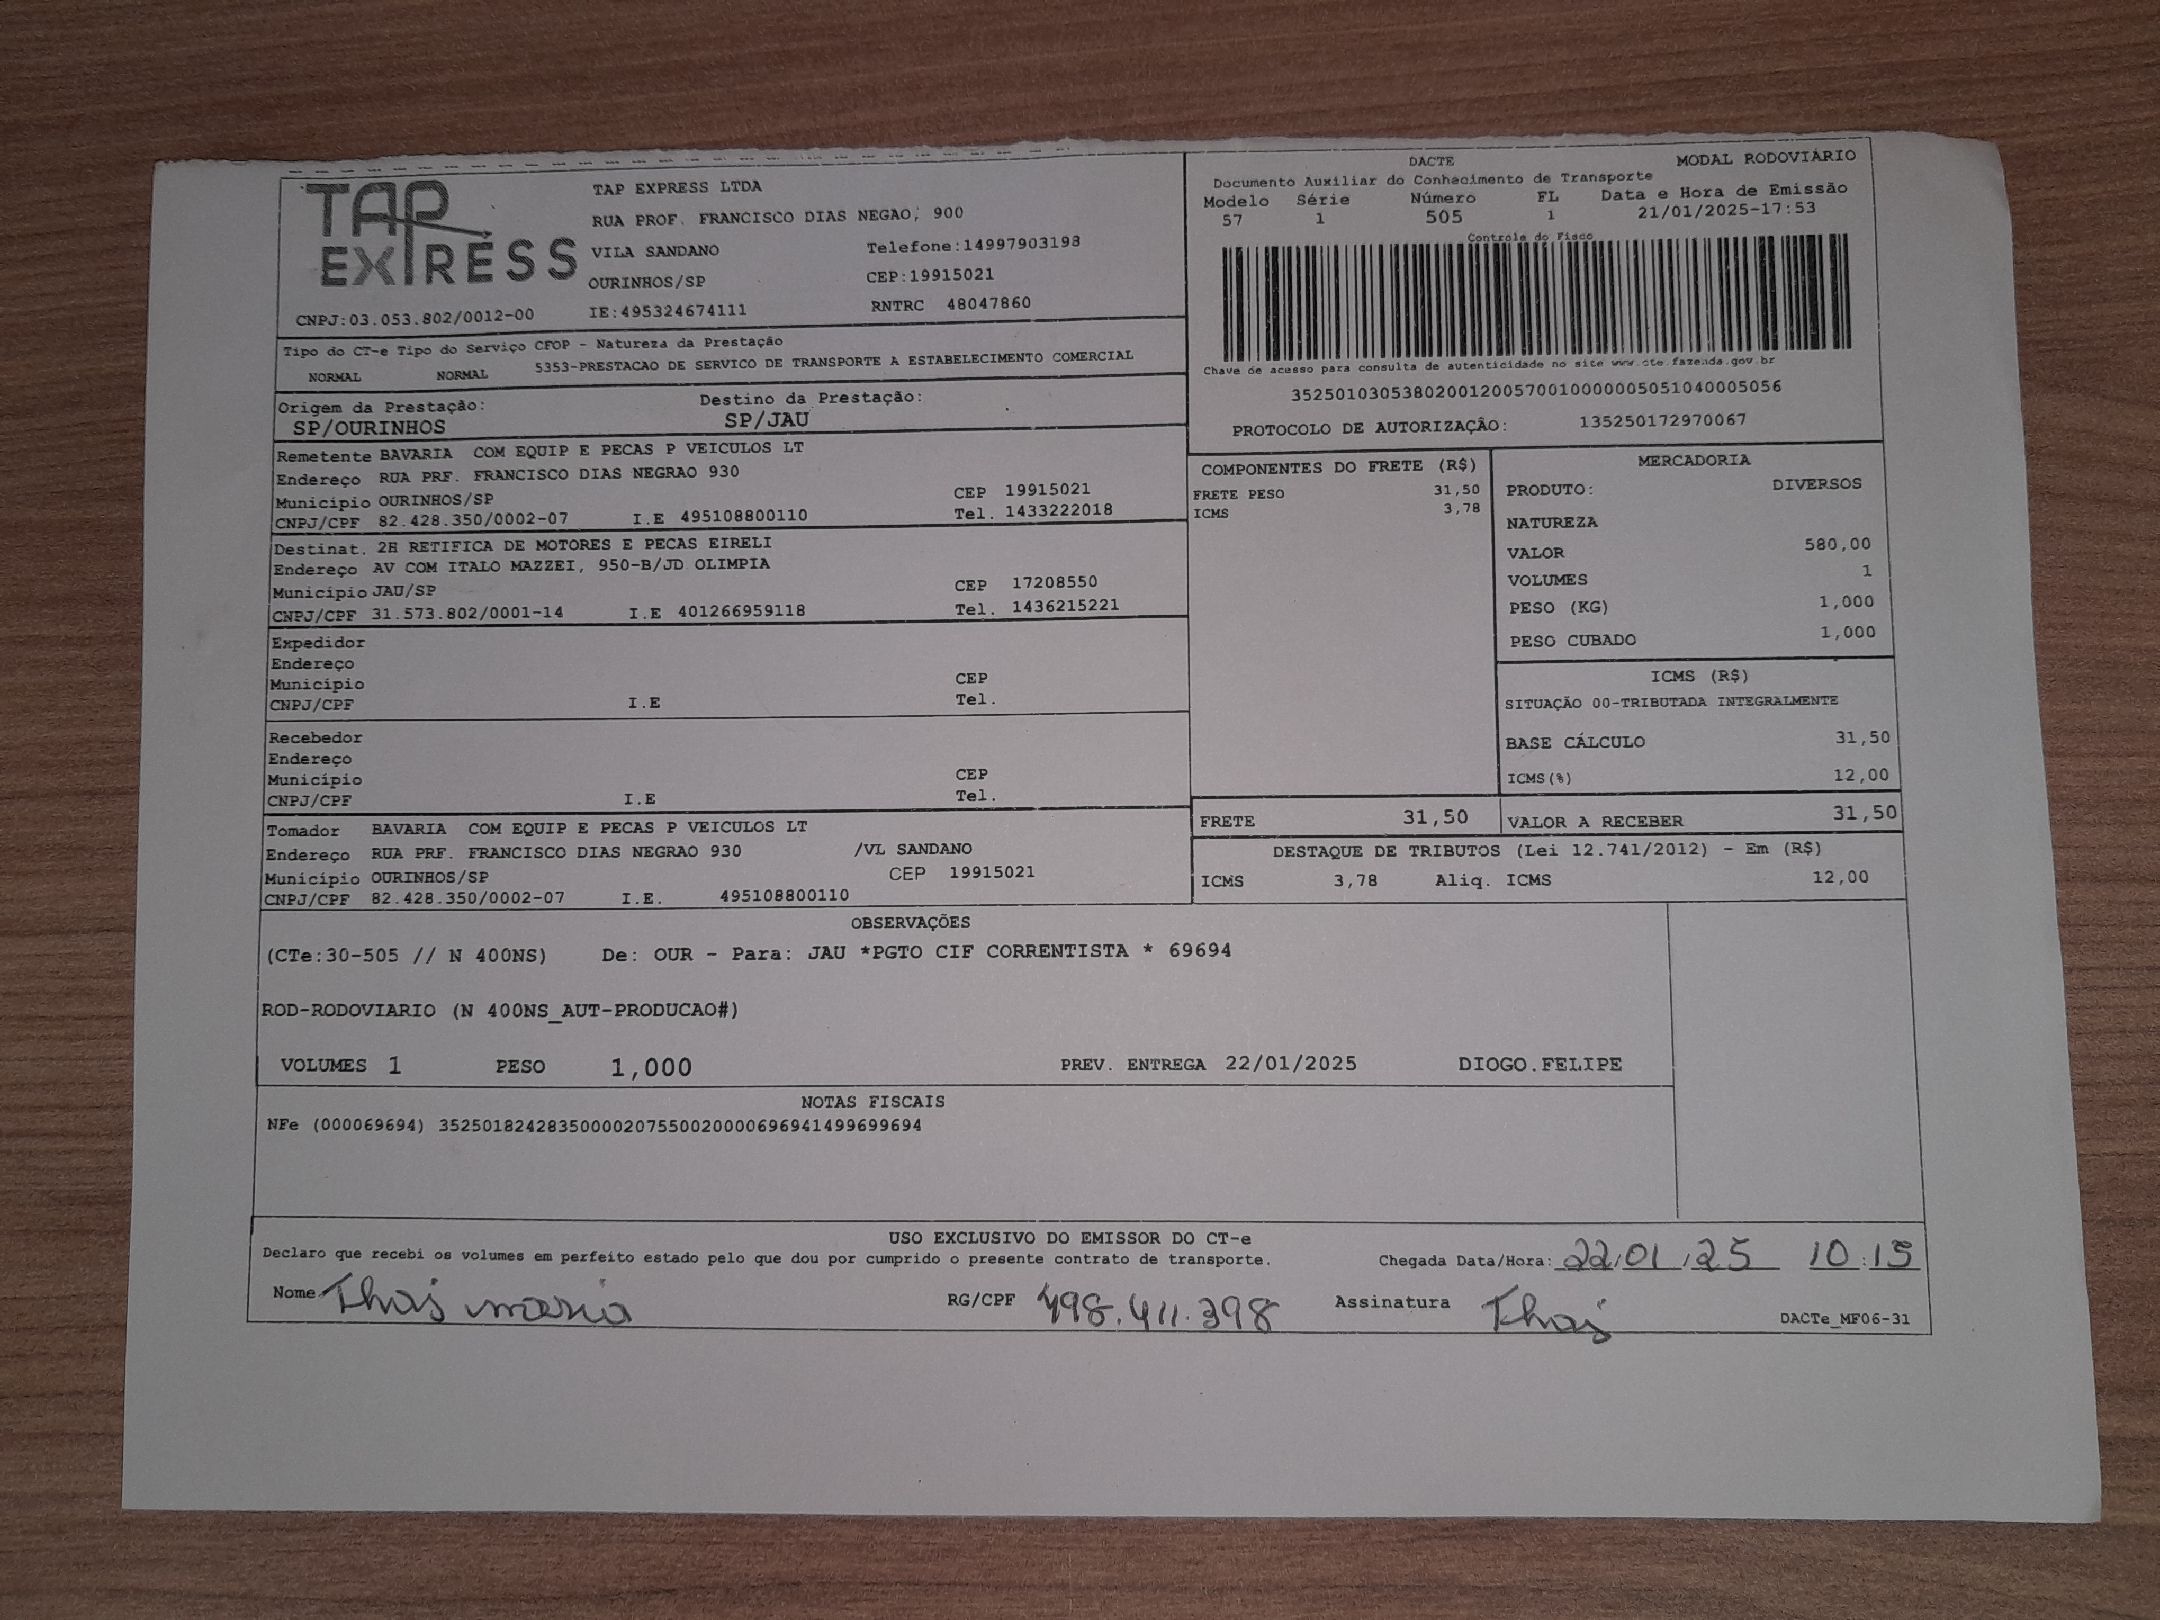 TAP
EXPRESS
TAP EXPRESS LTDA
RUA PROF. FRANCISCO DIAS NEGAO, 900
VILA SANDANO Telefone:14997903198
OURINHOS/SP CEP:19915021
CNPJ:03.053.802/0012-00 IE:495324674111 RNTRC 48047860
DACTE MODAL RODOVIÁRIO
Documento Auxiliar do Conhecimento de Transporte
Modelo Série Número FL Data e Hora de Emissão
57 1 505 1 21/01/2025-17:53
Controle do Fisco
Chave de acesso para consulta de autenticidade no site www.cte.fazenda.gov.br
35250103053802001200570010000005051040005056
PROTOCOLO DE AUTORIZAÇÃO: 135250172970067
Tipo do CT-e Tipo do Serviço CFOP - Natureza da Prestação
NORMAL NORMAL 5353-PRESTACAO DE SERVICO DE TRANSPORTE A ESTABELECIMENTO COMERCIAL
Origem da Prestação: Destino da Prestação:
SP/OURINHOS SP/JAU
Remetente BAVARIA COM EQUIP E PECAS P VEICULOS LT
Endereço RUA PRF. FRANCISCO DIAS NEGRAO 930
Município OURINHOS/SP CEP 19915021
CNPJ/CPF 82.428.350/0002-07 I.E 495108800110 Tel. 1433222018
Destinat. 2H RETIFICA DE MOTORES E PECAS EIRELI
Endereço AV COM ITALO MAZZEI, 950-B/JD OLIMPIA
Município JAU/SP CEP 17208550
CNPJ/CPF 31.573.802/0001-14 I.E 401266959118 Tel. 1436215221
Expedidor
Endereço
Município CEP
CNPJ/CPF I.E Tel.
Recebedor
Endereço
Município CEP
CNPJ/CPF I.E Tel.
Tomador BAVARIA COM EQUIP E PECAS P VEICULOS LT
Endereço RUA PRF. FRANCISCO DIAS NEGRAO 930 /VL SANDANO
Município OURINHOS/SP CEP 19915021
CNPJ/CPF 82.428.350/0002-07 I.E. 495108800110
COMPONENTES DO FRETE (R$)
FRETE PESO 31,50
ICMS 3,78
MERCADORIA
PRODUTO: DIVERSOS
NATUREZA
VALOR 580,00
VOLUMES 1
PESO (KG) 1,000
PESO CUBADO 1,000
ICMS (R$)
SITUAÇÃO 00-TRIBUTADA INTEGRALMENTE
BASE CÁLCULO 31,50
ICMS(%) 12,00
FRETE 31,50 VALOR A RECEBER 31,50
DESTAQUE DE TRIBUTOS (Lei 12.741/2012) - Em (R$)
ICMS 3,78 Aliq. ICMS 12,00
OBSERVAÇÕES
(CTe:30-505 // N 400NS) De: OUR - Para: JAU *PGTO CIF CORRENTISTA * 69694
ROD-RODOVIARIO (N 400NS_AUT-PRODUCAO#)
VOLUMES 1 PESO 1,000 PREV. ENTREGA 22/01/2025 DIOGO.FELIPE
NOTAS FISCAIS
NFe (000069694) 35250182428350000207550020000696941499699694
USO EXCLUSIVO DO EMISSOR DO CT-e
Declaro que recebi os volumes em perfeito estado pelo que dou por cumprido o presente contrato de transporte. Chegada Data/Hora: 22/01/25 10:15
Nome Thais maria RG/CPF 498.411.398 Assinatura Thais DACTe_MF06-31